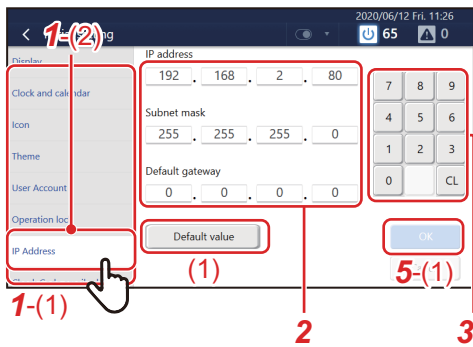 2020/06/12 Fri. 11:26
1-(2)
65
0
Display
Clock and calendar
Icon
Theme
User Account
Operation lock
IP Address
IP address
192 . 168 . 2 . 80
Subnet mask
255 . 255 . 255 . 0
Default gateway
0 . 0 . 0 . 0
Default value
(1)
7 8 9
4 5 6
1 2 3
0 CL
OK
5-(1)
1-(1)
2
3